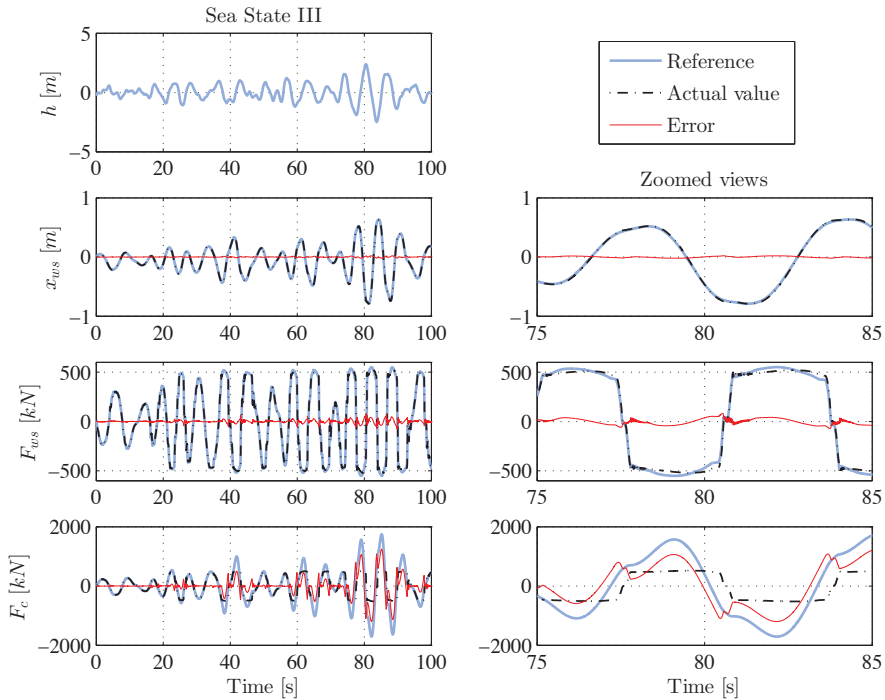 Sea State III
5
0
−5
h [m]
0 20 40 60 80 100
Reference
Actual value
Error
1
0
−1
x_ws [m]
0 20 40 60 80 100
Zoomed views
1
0
−1
75 80 85
500
0
−500
F_ws [kN]
0 20 40 60 80 100
500
0
−500
75 80 85
2000
0
−2000
F_c [kN]
0 20 40 60 80 100
Time [s]
2000
0
−2000
75 80 85
Time [s]